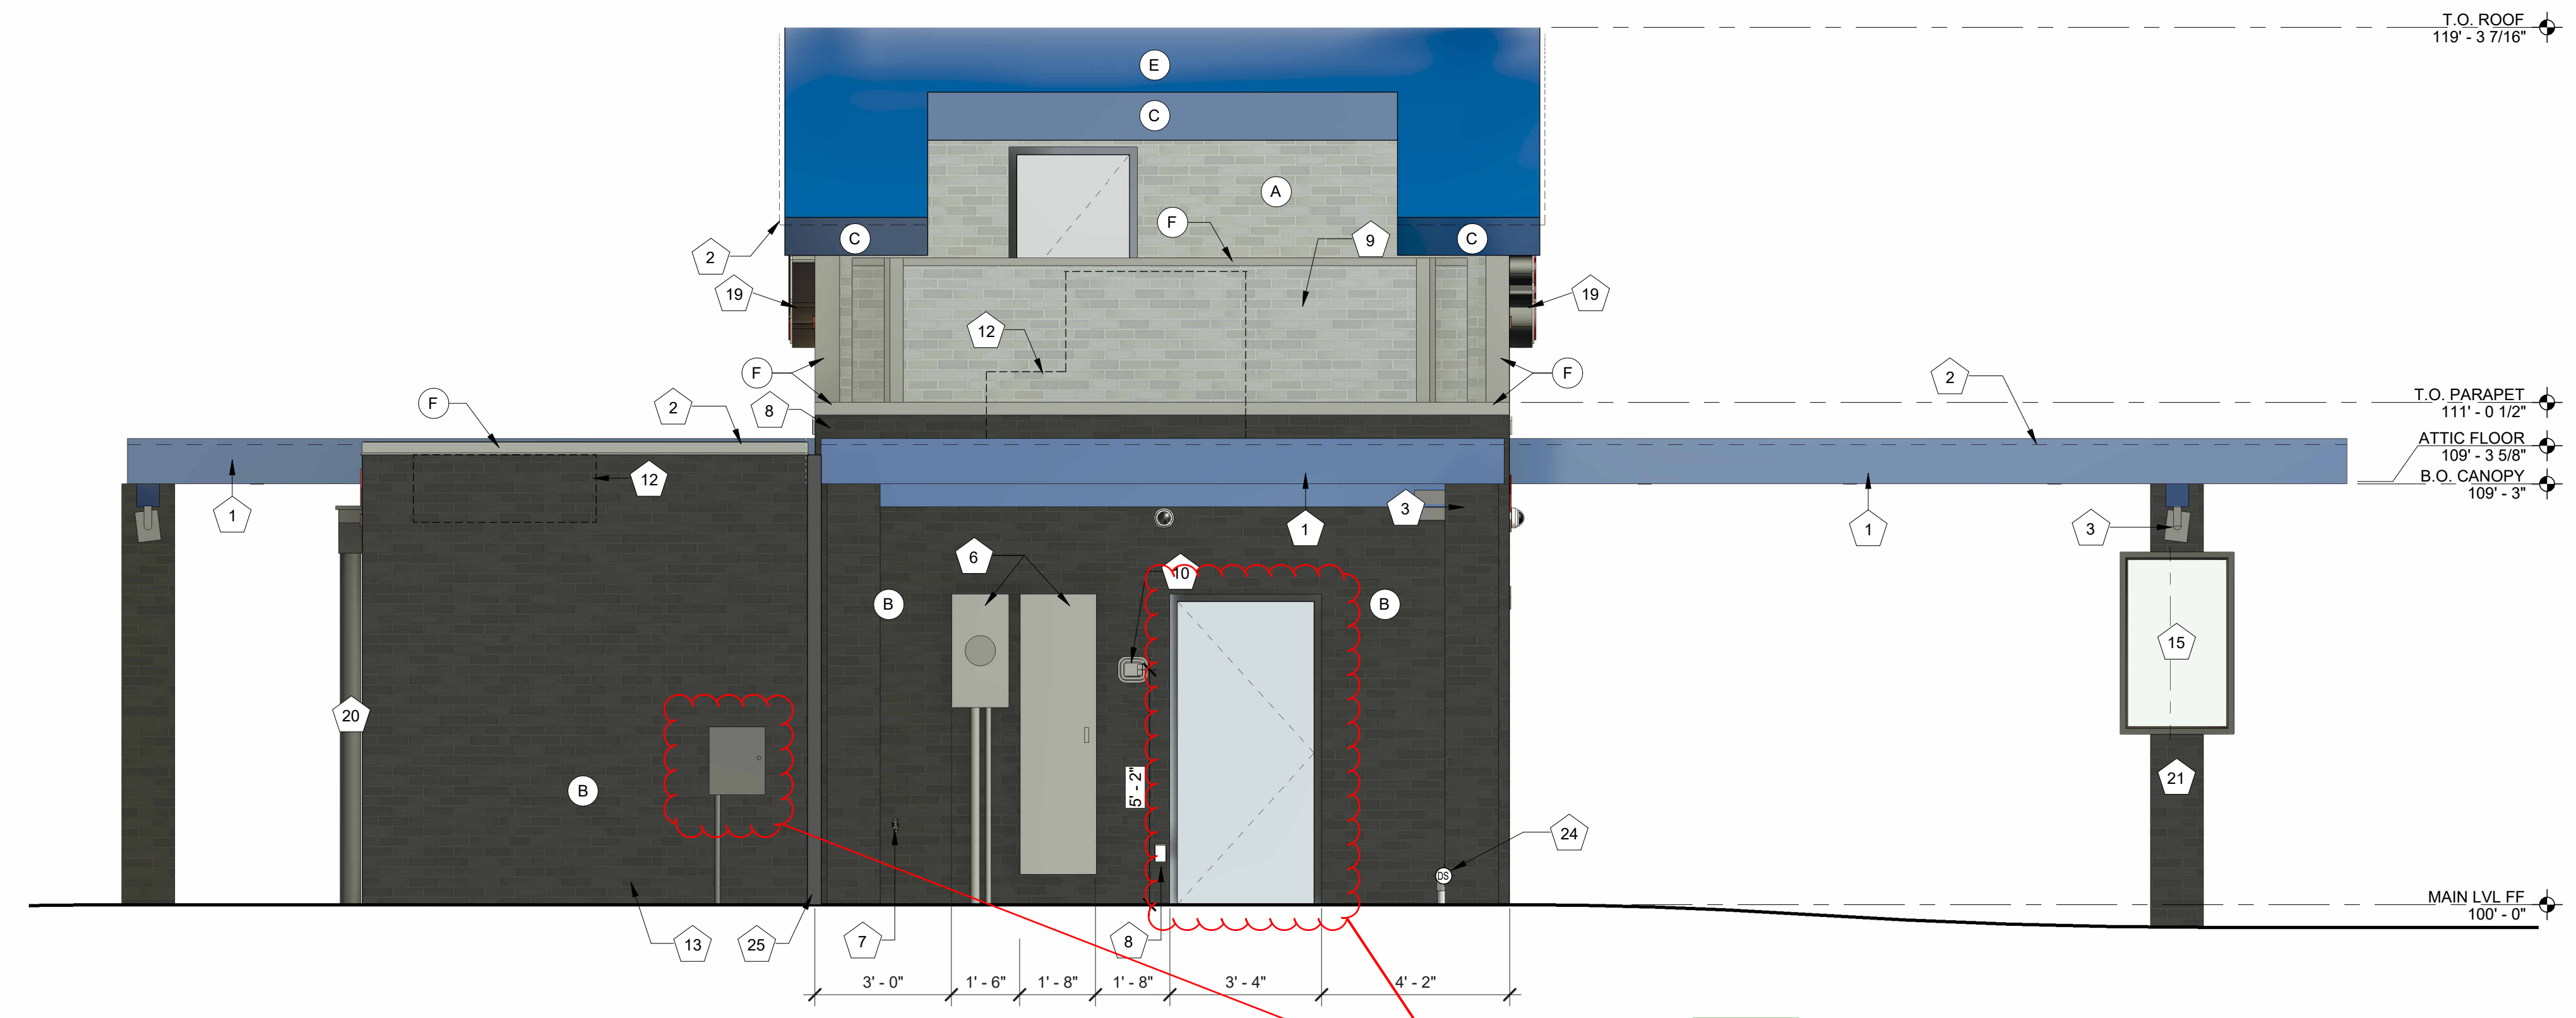 T.O. ROOF
119' - 3 7/16"
E
C
A
F
9
C
C
2
19
19
12
F
F
2
F
2
8
T.O. PARAPET
111' - 0 1/2"
ATTIC FLOOR
109' - 3 5/8"
B.O. CANOPY
109' - 3"
12
1
3
1
1
3
6
10
B
B
15
20
5' - 2"
21
B
24
DS
MAIN LVL FF
100' - 0"
13
25
7
8
3' - 0"
1' - 6"
1' - 8"
1' - 8"
3' - 4"
4' - 2"